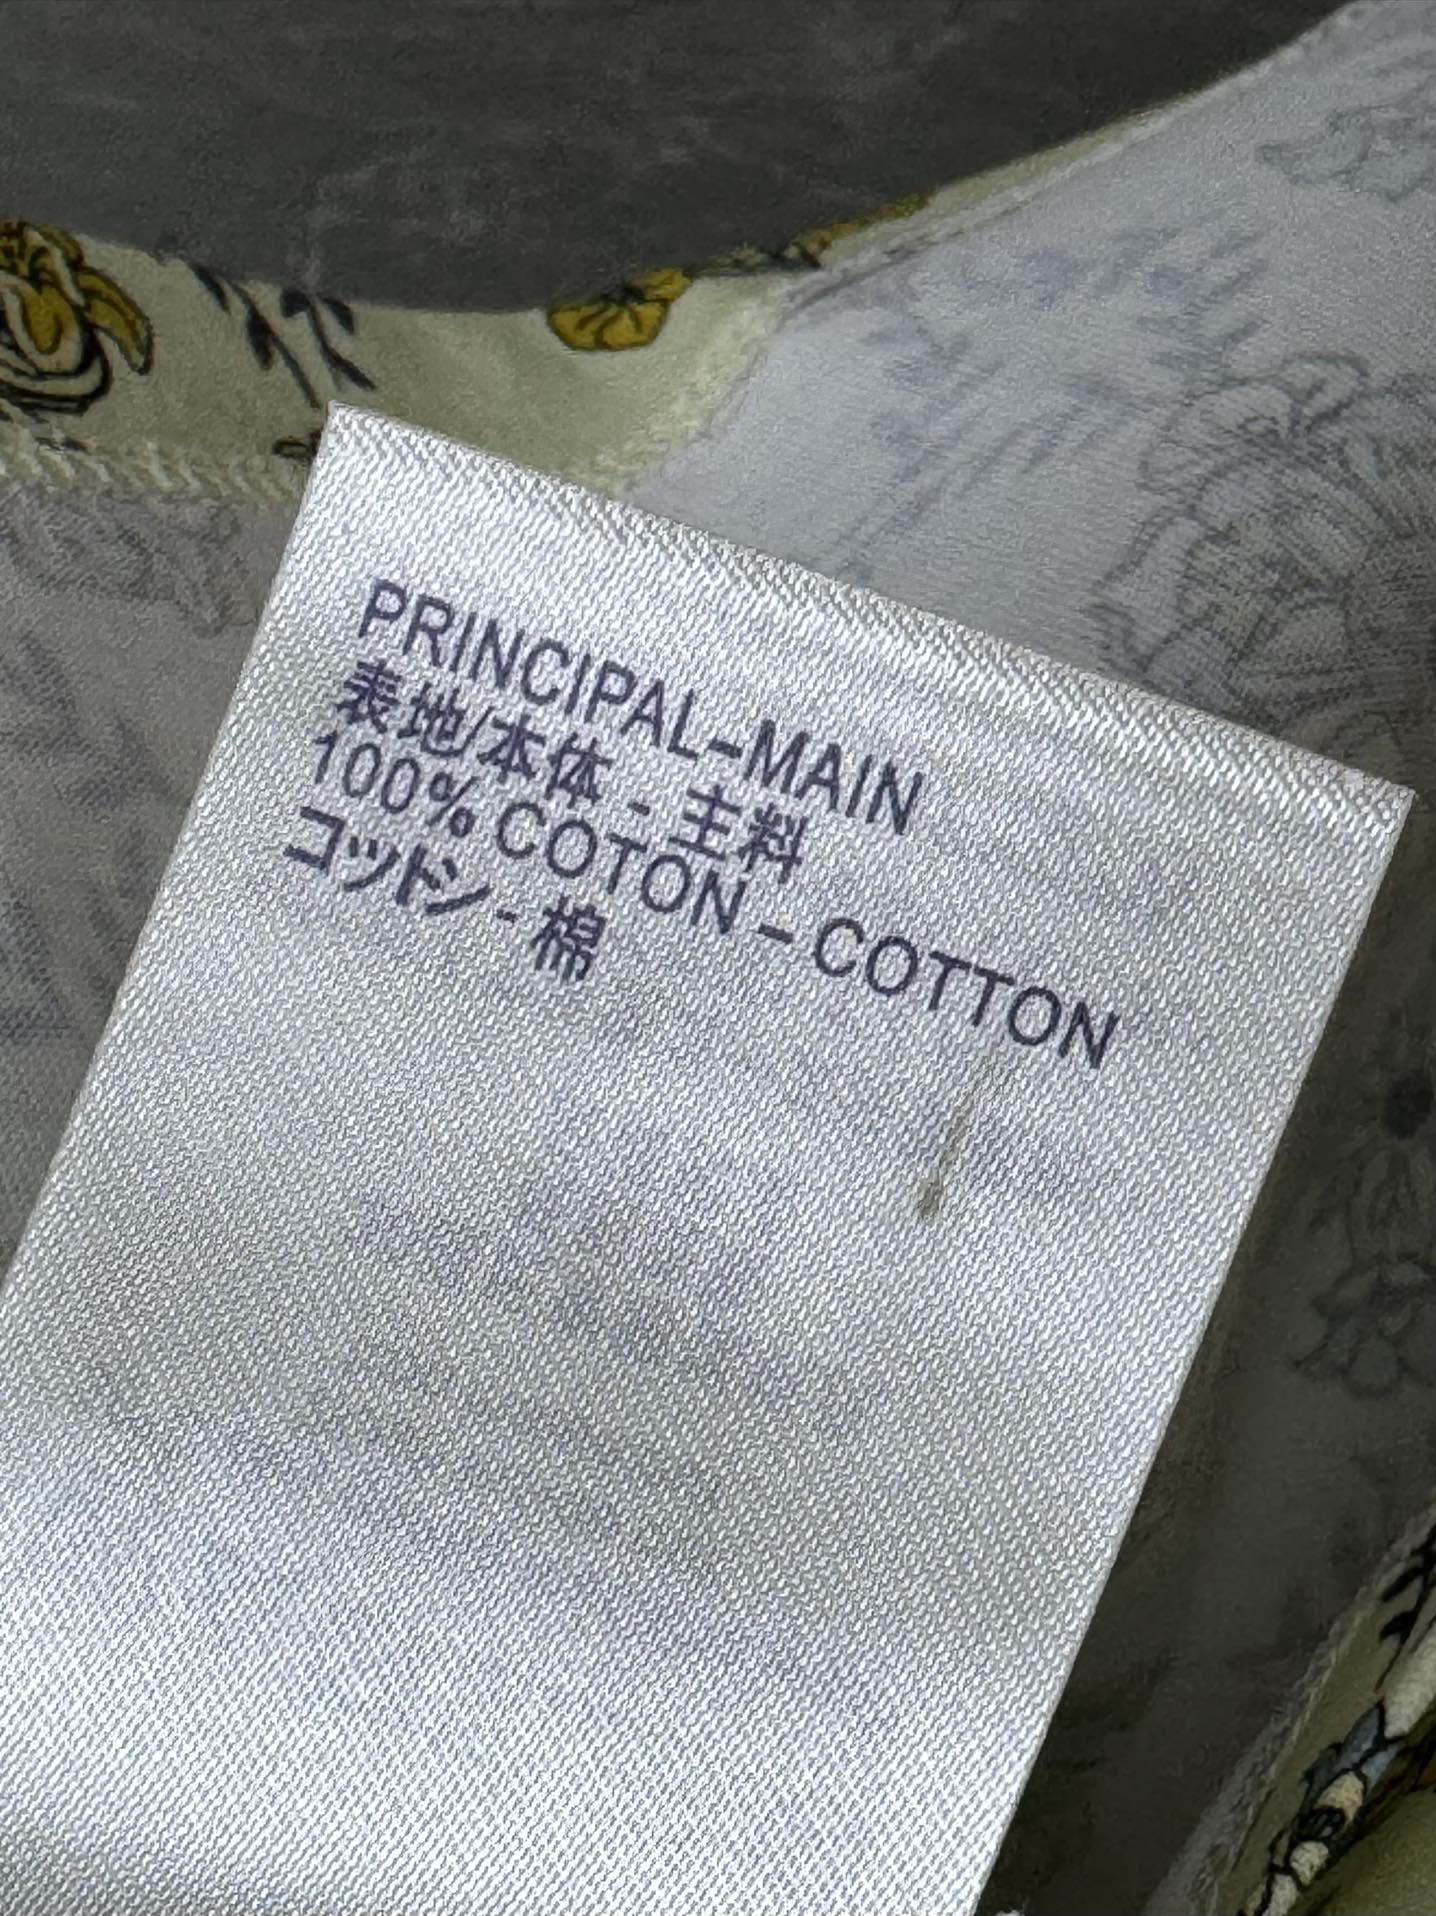 PRINCIPAL-MAIN
表地/本体 - 主料
100% COTON - COTTON
コットン - 棉